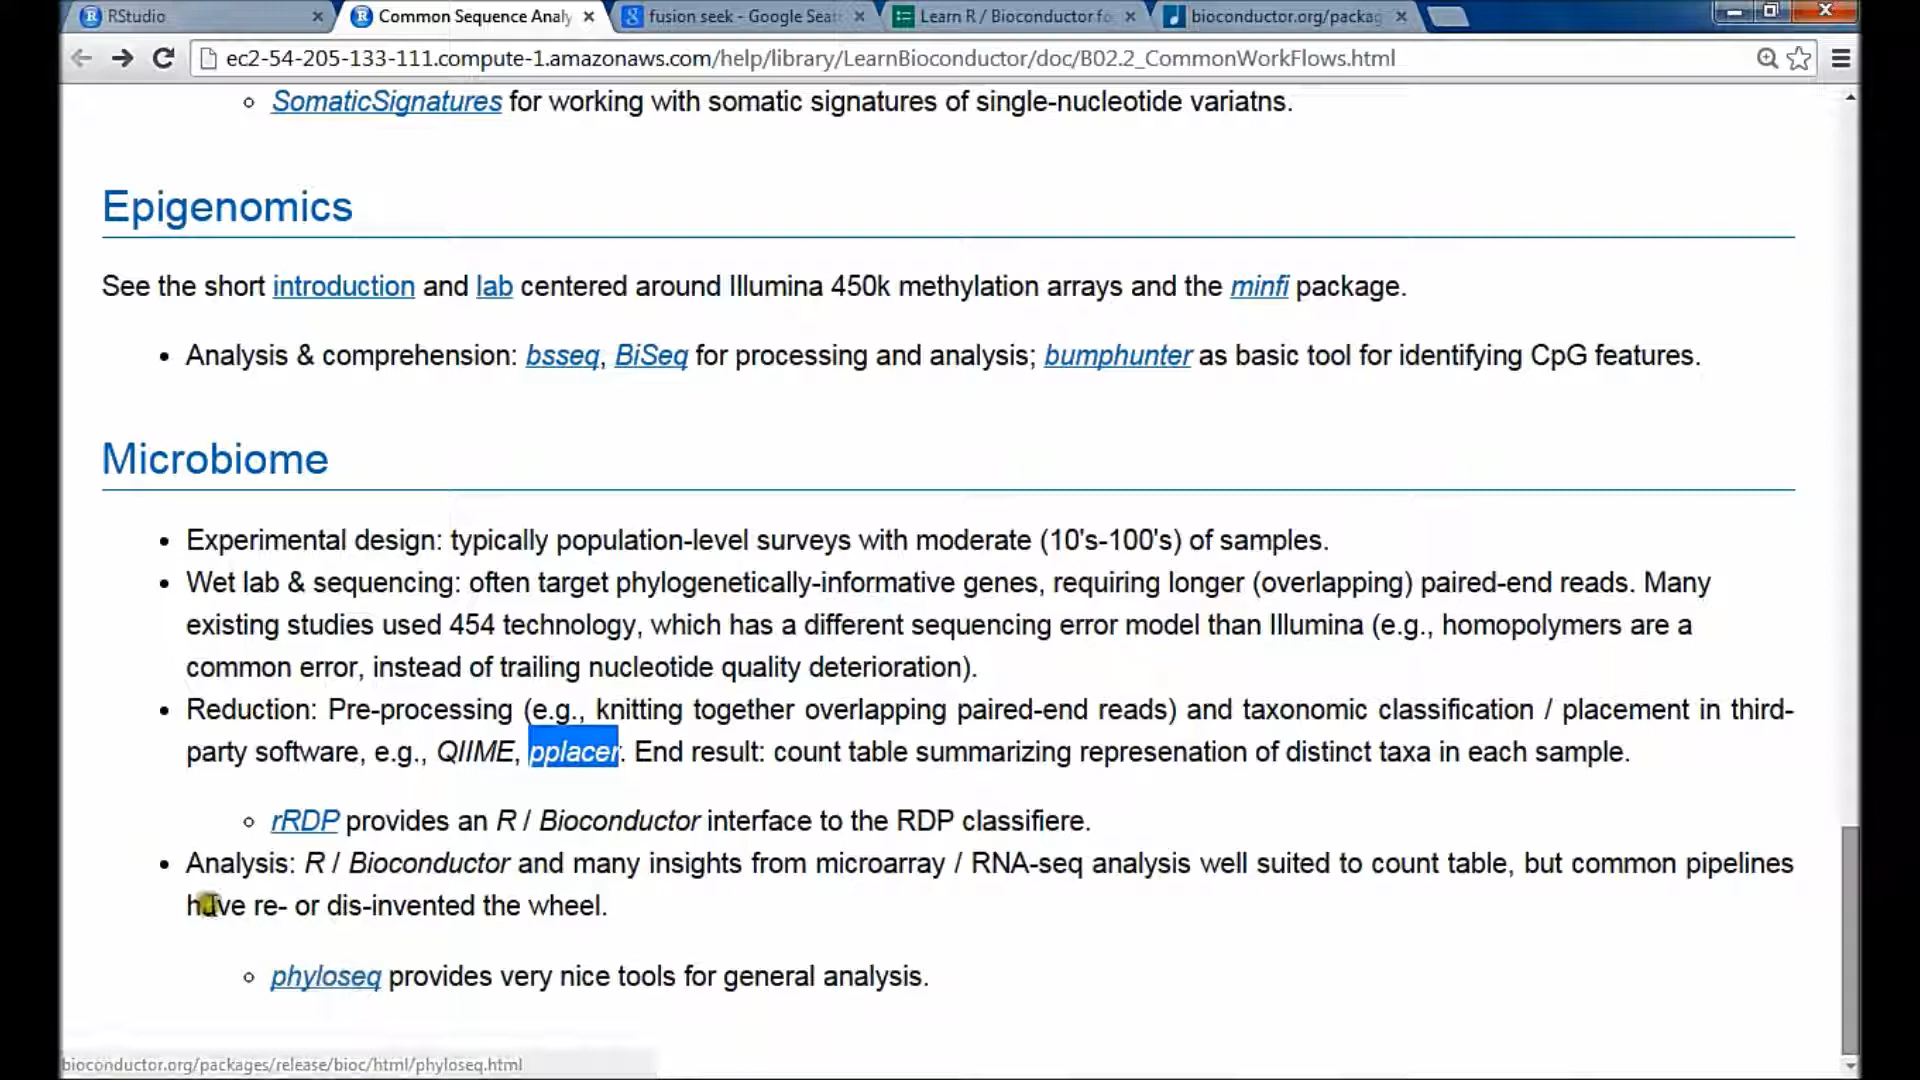 RStudio
Common Sequence Analy
fusion seek - Google Sear
Learn R / Bioconductor fo
bioconductor.org/packag
ec2-54-205-133-111.compute-1.amazonaws.com/help/library/LearnBioconductor/doc/B02.2_CommonWorkFlows.html
SomaticSignatures for working with somatic signatures of single-nucleotide variatns.
Epigenomics
See the short introduction and lab centered around Illumina 450k methylation arrays and the minfi package.
• Analysis & comprehension: bsseq, BiSeq for processing and analysis; bumphunter as basic tool for identifying CpG features.
Microbiome
• Experimental design: typically population-level surveys with moderate (10's-100's) of samples.
• Wet lab & sequencing: often target phylogenetically-informative genes, requiring longer (overlapping) paired-end reads. Many
existing studies used 454 technology, which has a different sequencing error model than Illumina (e.g., homopolymers are a
common error, instead of trailing nucleotide quality deterioration).
• Reduction: Pre-processing (e.g., knitting together overlapping paired-end reads) and taxonomic classification / placement in third-
party software, e.g., QIIME, pplacer. End result: count table summarizing represenation of distinct taxa in each sample.
rRDP provides an R / Bioconductor interface to the RDP classifiere.
• Analysis: R / Bioconductor and many insights from microarray / RNA-seq analysis well suited to count table, but common pipelines
have re- or dis-invented the wheel.
phyloseq provides very nice tools for general analysis.
bioconductor.org/packages/release/bioc/html/phyloseq.html